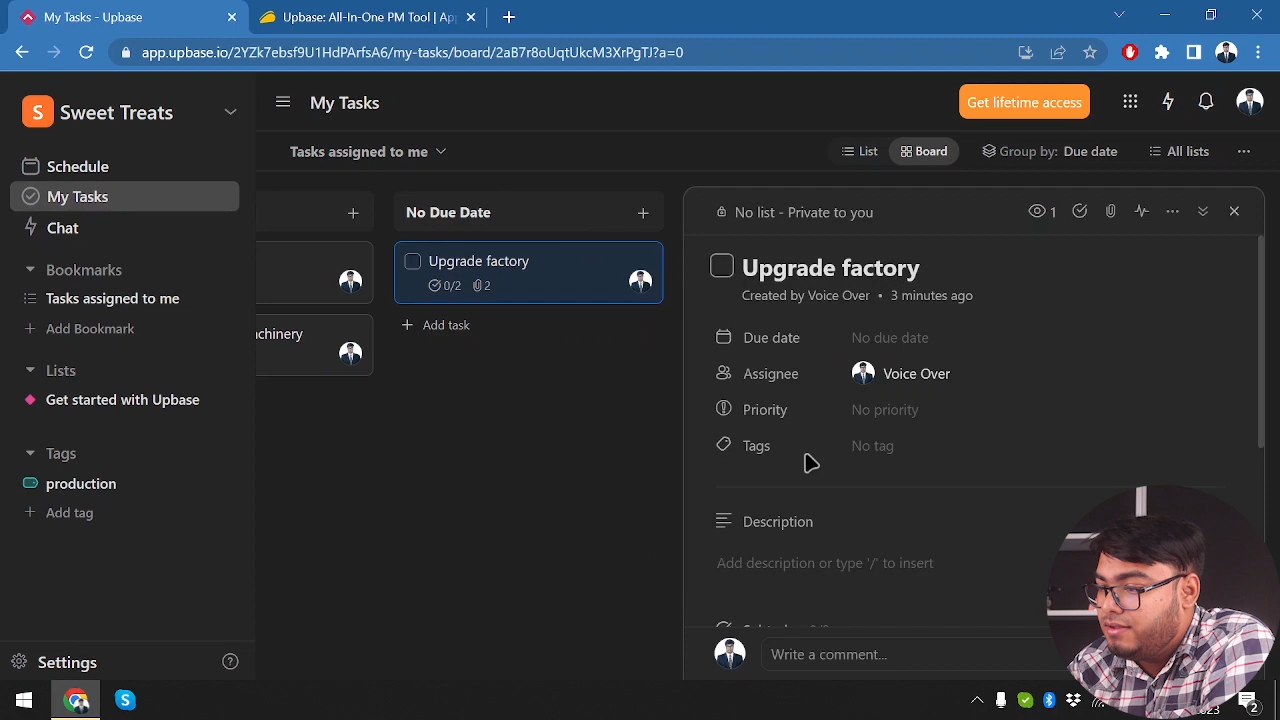 My Tasks - Upbase
Upbase: All-In-One PM Tool | Ap
app.upbase.io/2YZk7ebsf9U1HdPArfsA6/my-tasks/board/2aB7r8oUqtUkcM3XrPgTJ?a=0
S Sweet Treats
My Tasks
Get lifetime access
Schedule
My Tasks
Chat
Bookmarks
Tasks assigned to me
Add Bookmark
Lists
Get started with Upbase
Tags
production
Add tag
Settings
Tasks assigned to me
List
Board
Group by: Due date
All lists
chinery
No Due Date
Upgrade factory
0/2 2
Add task
No list - Private to you
1
Upgrade factory
Created by Voice Over • 3 minutes ago
Due date No due date
Assignee Voice Over
Priority No priority
Tags No tag
Description
Add description or type '/' to insert
Write a comment...
2